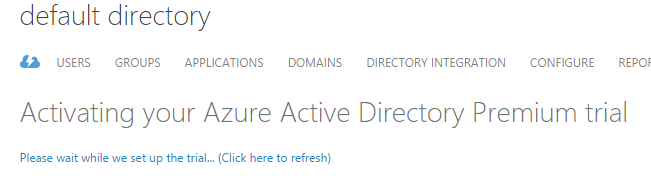 default directory
USERS GROUPS APPLICATIONS DOMAINS DIRECTORY INTEGRATION CONFIGURE REPOR
Activating your Azure Active Directory Premium trial
Please wait while we set up the trial... (Click here to refresh)